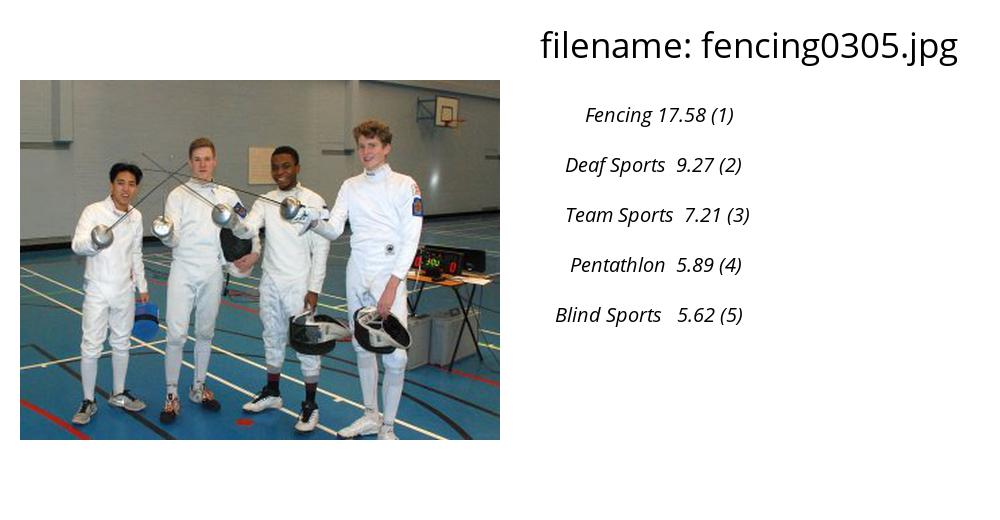 filename: fencing0305.jpg
Fencing 17.58 (1)
Deaf Sports 9.27 (2)
Team Sports 7.21 (3)
Pentathlon 5.89 (4)
Blind Sports 5.62 (5)